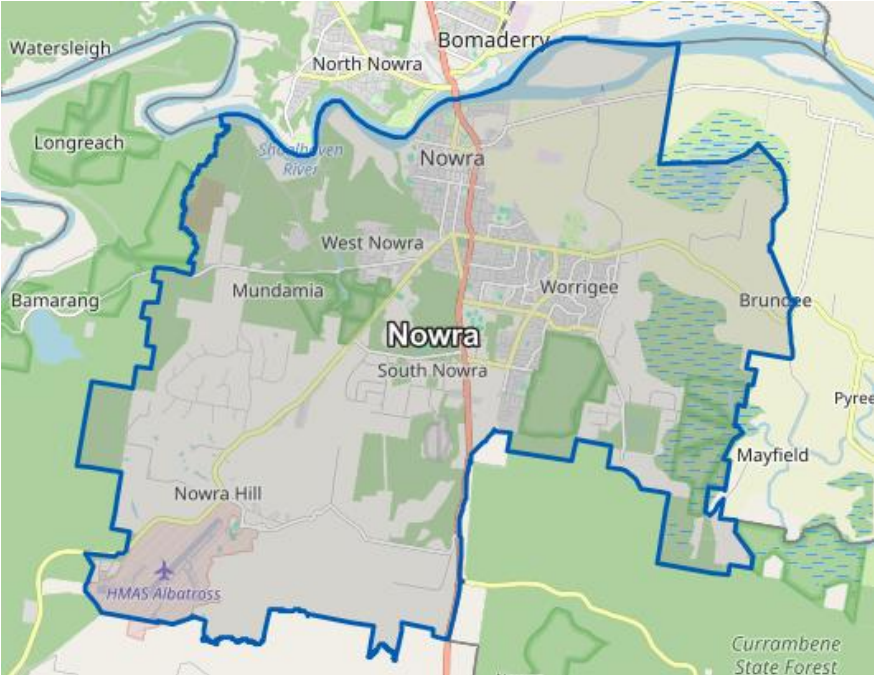 Bomaderry
Watersleigh
North Nowra
Longreach
Shoalhaven
River
Nowra
West Nowra
Mundamia
Worrigee
Bamarang
Brundee
Nowra
South Nowra
Pyree
Mayfield
Nowra Hill
HMAS Albatross
Currambene
State Forest